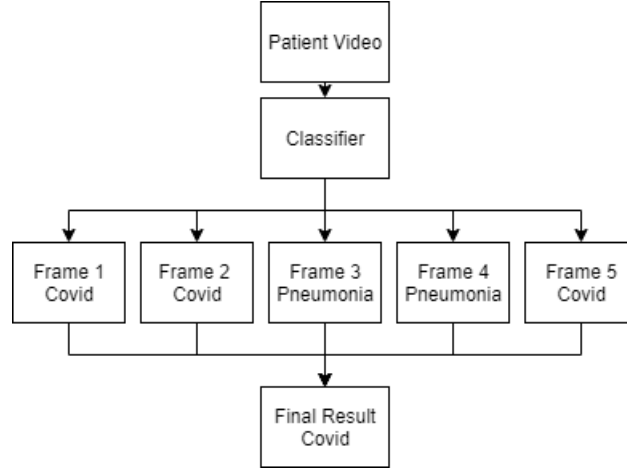 Patient Video
Classifier
Frame 1
Covid
Frame 2
Covid
Frame 3
Pneumonia
Frame 4
Pneumonia
Frame 5
Covid
Final Result
Covid